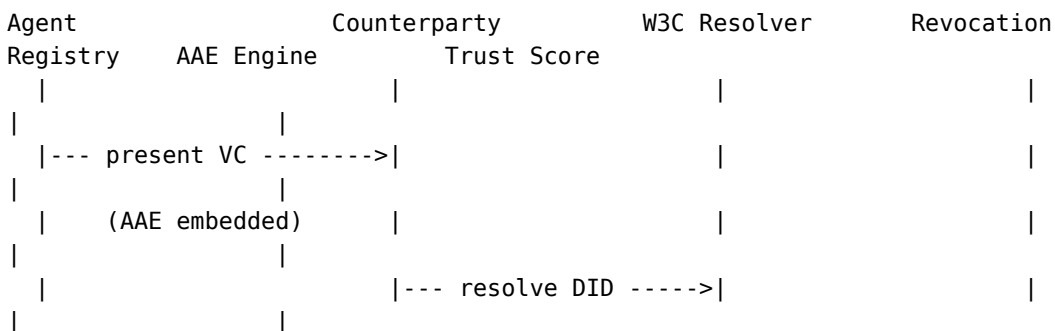 Agent                    Counterparty           W3C Resolver       Revocation
Registry    AAE Engine          Trust Score
  |                          |                        |                       |
|               |
  |--- present VC -------->|                        |                       |
|               |
  |     (AAE embedded)       |                        |                       |
|               |
  |                          |--- resolve DID ----->|                       |
|               |